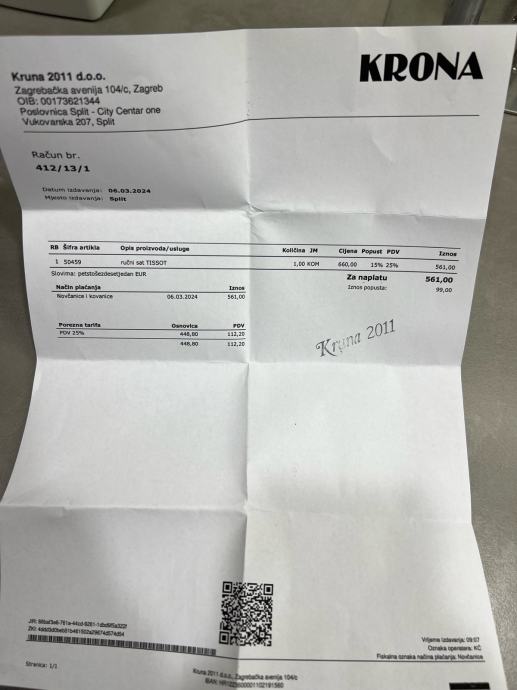 KRONA
Kruna 2011 d.o.o.
Zagrebačka avenija 104/c, Zagreb
OIB: 00173621344
Poslovnica Split - City Centar one
Vukovarska 207, Split
Račun br.
412/13/1
Datum izdavanja: 06.03.2024
Mjesto izdavanja: Split
RB Šifra artikla Opis proizvoda/usluge Količina JM Cijena Popust PDV Iznos
1 50459 ručni sat TISSOT 1,00 KOM 660,00 15% 25% 561,00
Slovima: petstošezdesetjedan EUR
Za naplatu 561,00
Iznos popusta: 99,00
Način plaćanja Iznos
Novčanice i kovanice 06.03.2024 561,00
Porezna tarifa Osnovica PDV
PDV 25% 448,80 112,20
448,80 112,20
Kruna 2011
JIR:
ZKI:
Vrijeme izdavanja: 09:07
Oznaka operatera: KČ
Fiskalna oznaka načina plaćanja: Novčanice
Stranica: 1/1
Kruna 2011 d.o.o., Zagrebačka avenija 104/c
IBAN: